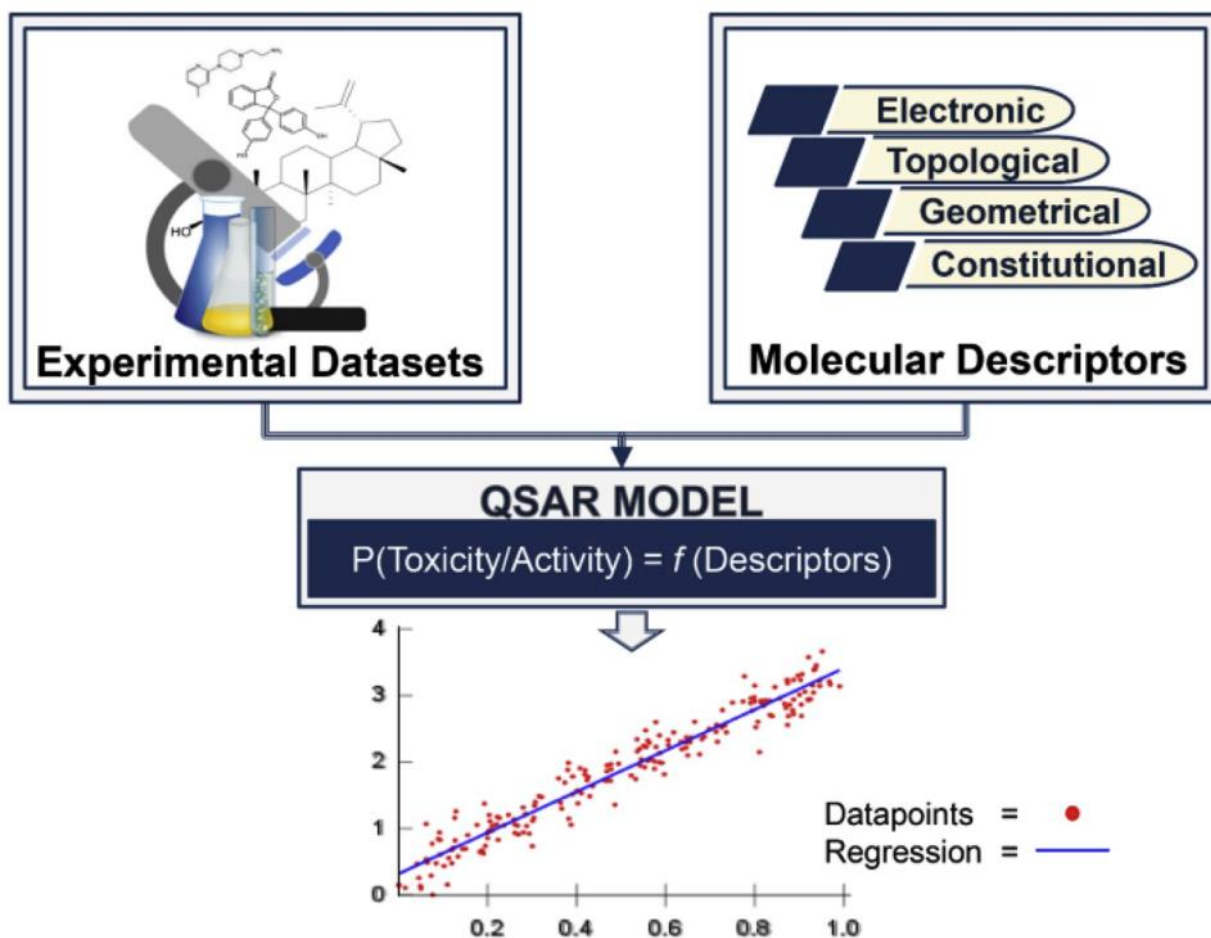 HO
Experimental Datasets
Electronic
Topological
Geometrical
Constitutional
Molecular Descriptors
QSAR MODEL
P(Toxicity/Activity) = f (Descriptors)
4
3
2
1
0
0.2 0.4 0.6 0.8 1.0
Datapoints =
Regression =